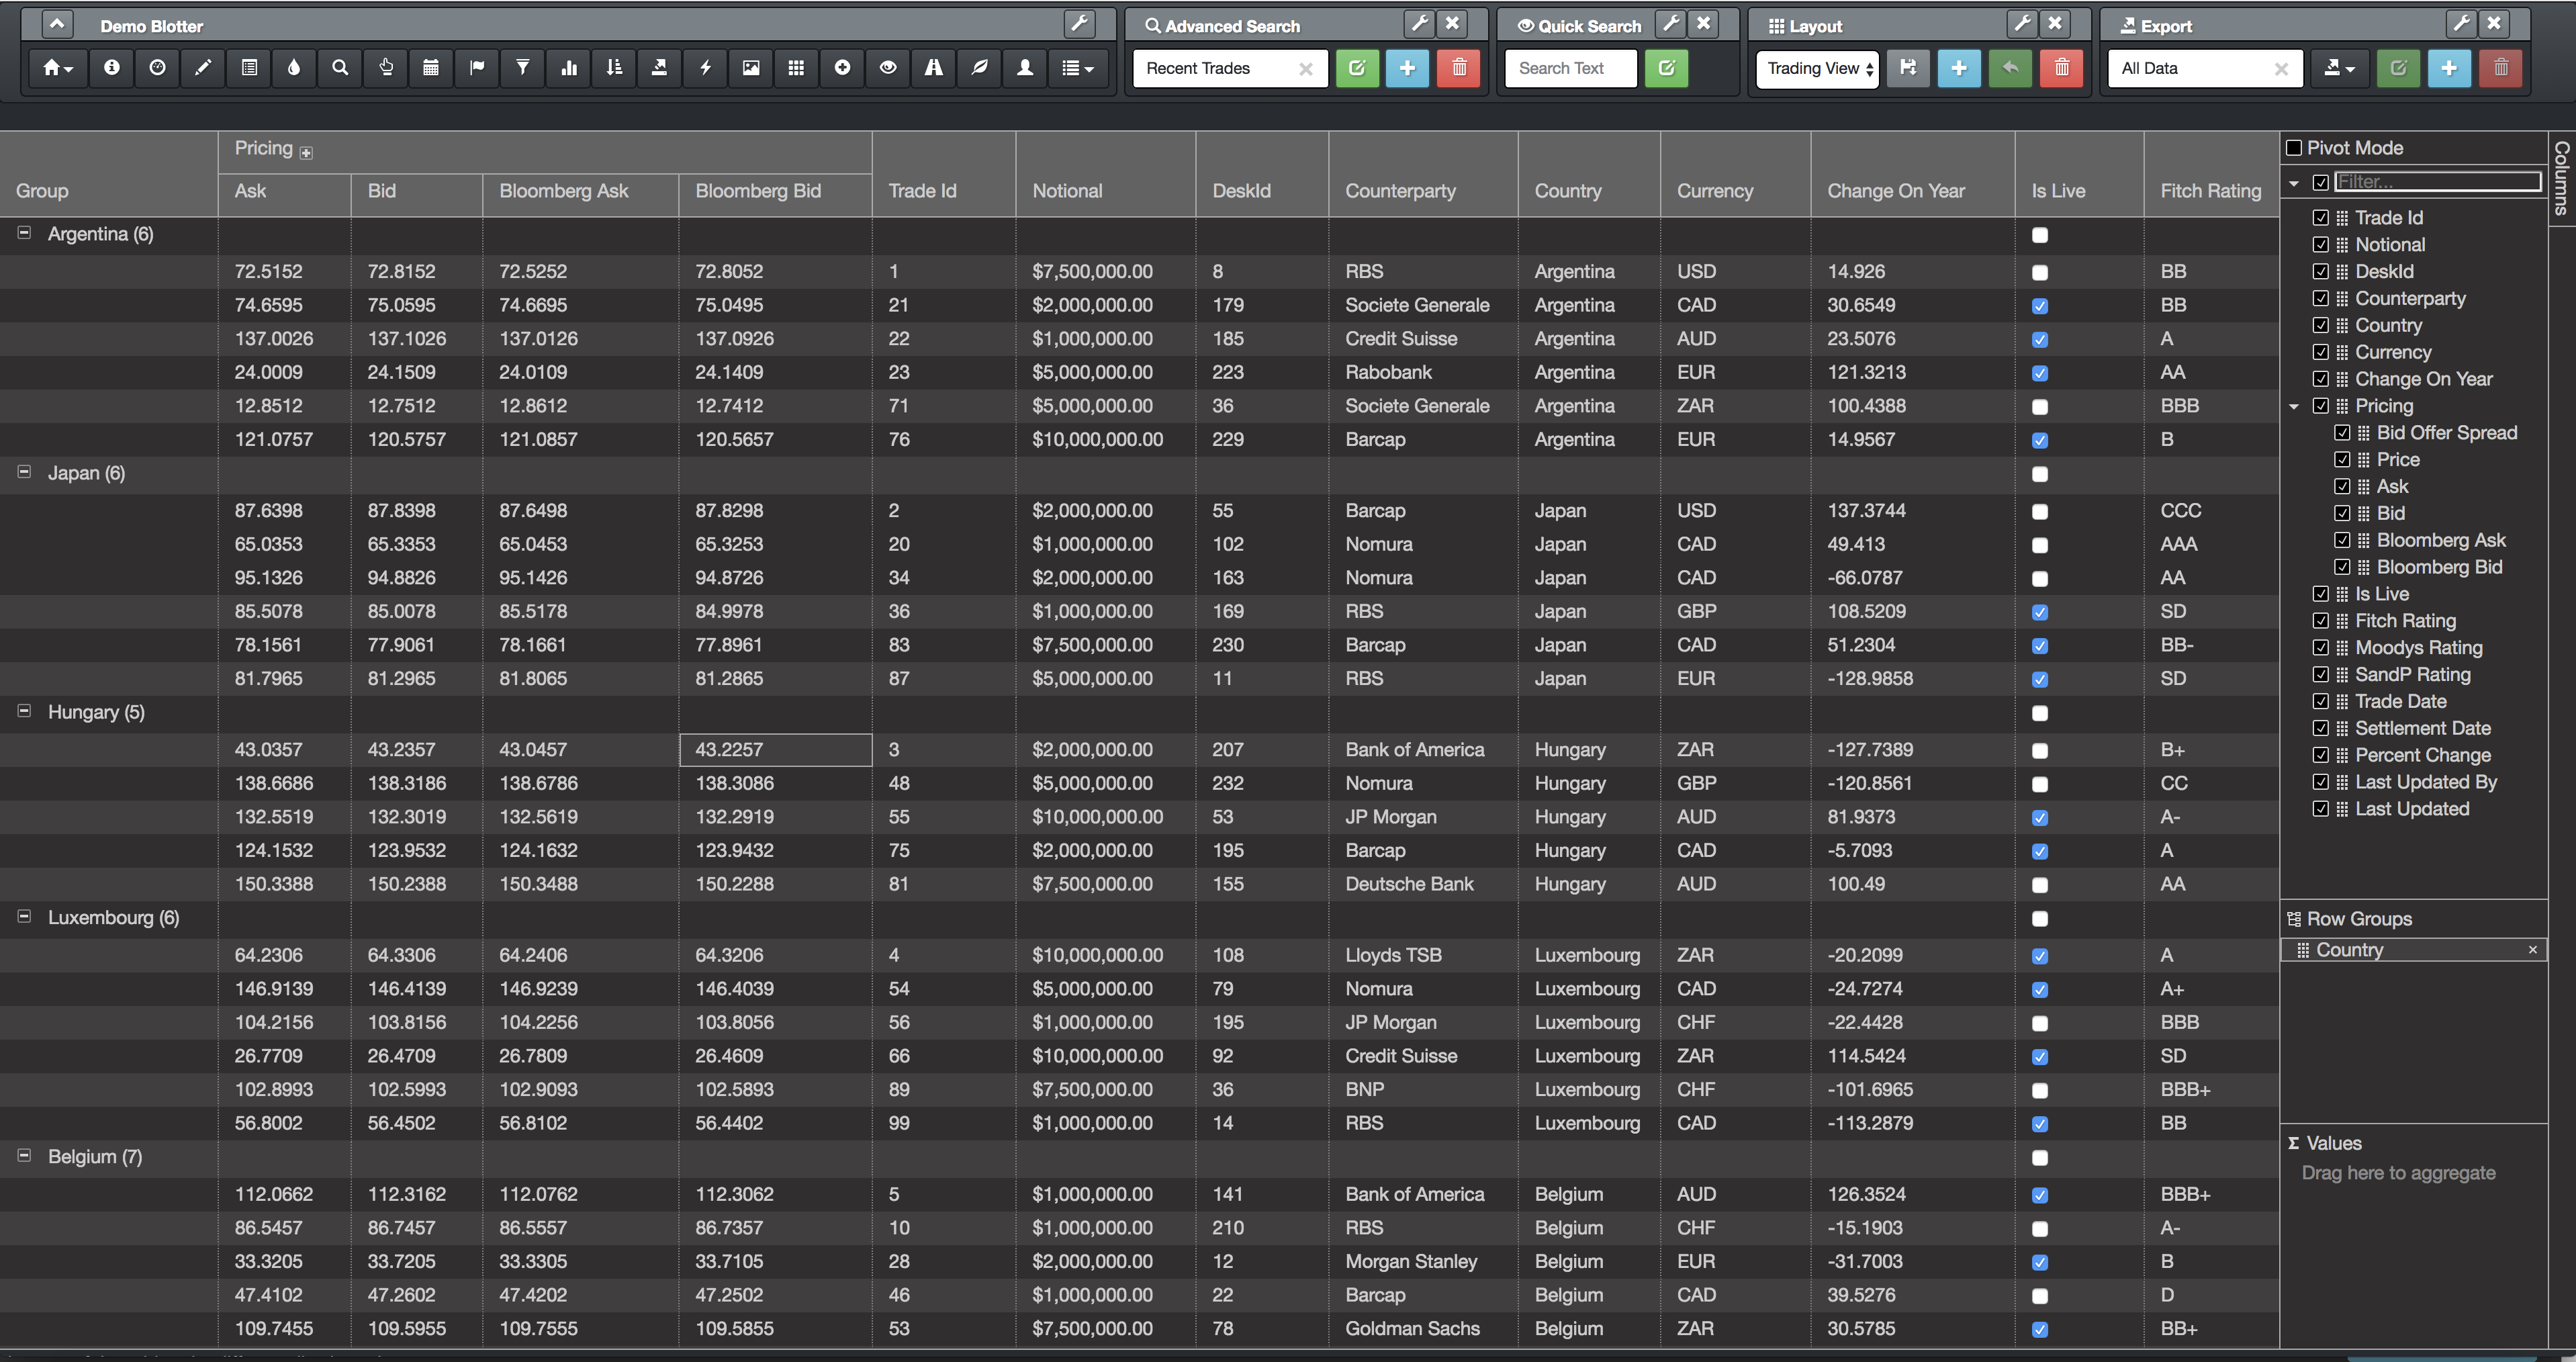 Demo Blotter
Advanced Search
Quick Search
Layout
Export
Recent Trades
Search Text
Trading View
All Data
Pricing
Group Ask Bid Bloomberg Ask Bloomberg Bid Trade Id Notional DeskId Counterparty Country Currency Change On Year Is Live Fitch Rating
Argentina (6)
72.5152 72.8152 72.5252 72.8052 1 $7,500,000.00 8 RBS Argentina USD 14.926 BB
74.6595 75.0595 74.6695 75.0495 21 $2,000,000.00 179 Societe Generale Argentina CAD 30.6549 BB
137.0026 137.1026 137.0126 137.0926 22 $1,000,000.00 185 Credit Suisse Argentina AUD 23.5076 A
24.0009 24.1509 24.0109 24.1409 23 $5,000,000.00 223 Rabobank Argentina EUR 121.3213 AA
12.8512 12.7512 12.8612 12.7412 71 $5,000,000.00 36 Societe Generale Argentina ZAR 100.4388 BBB
121.0757 120.5757 121.0857 120.5657 76 $10,000,000.00 229 Barcap Argentina EUR 14.9567 B
Japan (6)
87.6398 87.8398 87.6498 87.8298 2 $2,000,000.00 55 Barcap Japan USD 137.3744 CCC
65.0353 65.3353 65.0453 65.3253 20 $1,000,000.00 102 Nomura Japan CAD 49.413 AAA
95.1326 94.8826 95.1426 94.8726 34 $2,000,000.00 163 Nomura Japan CAD -66.0787 AA
85.5078 85.0078 85.5178 84.9978 36 $1,000,000.00 169 RBS Japan GBP 108.5209 SD
78.1561 77.9061 78.1661 77.8961 83 $7,500,000.00 230 Barcap Japan CAD 51.2304 BB-
81.7965 81.2965 81.8065 81.2865 87 $5,000,000.00 11 RBS Japan EUR -128.9858 SD
Hungary (5)
43.0357 43.2357 43.0457 43.2257 3 $2,000,000.00 207 Bank of America Hungary ZAR -127.7389 B+
138.6686 138.3186 138.6786 138.3086 48 $5,000,000.00 232 Nomura Hungary GBP -120.8561 CC
132.5519 132.3019 132.5619 132.2919 55 $10,000,000.00 53 JP Morgan Hungary AUD 81.9373 A-
124.1532 123.9532 124.1632 123.9432 75 $2,000,000.00 195 Barcap Hungary CAD -5.7093 A
150.3388 150.2388 150.3488 150.2288 81 $7,500,000.00 155 Deutsche Bank Hungary AUD 100.49 AA
Luxembourg (6)
64.2306 64.3306 64.2406 64.3206 4 $10,000,000.00 108 Lloyds TSB Luxembourg ZAR -20.2099 A
146.9139 146.4139 146.9239 146.4039 54 $5,000,000.00 79 Nomura Luxembourg CAD -24.7274 A+
104.2156 103.8156 104.2256 103.8056 56 $1,000,000.00 195 JP Morgan Luxembourg CHF -22.4428 BBB
26.7709 26.4709 26.7809 26.4609 66 $10,000,000.00 92 Credit Suisse Luxembourg ZAR 114.5424 SD
102.8993 102.5993 102.9093 102.5893 89 $7,500,000.00 36 BNP Luxembourg CHF -101.6965 BBB+
56.8002 56.4502 56.8102 56.4402 99 $1,000,000.00 14 RBS Luxembourg CAD -113.2879 BB
Belgium (7)
112.0662 112.3162 112.0762 112.3062 5 $1,000,000.00 141 Bank of America Belgium AUD 126.3524 BBB+
86.5457 86.7457 86.5557 86.7357 10 $1,000,000.00 210 RBS Belgium CHF -15.1903 A-
33.3205 33.7205 33.3305 33.7105 28 $2,000,000.00 12 Morgan Stanley Belgium EUR -31.7003 B
47.4102 47.2602 47.4202 47.2502 46 $1,000,000.00 22 Barcap Belgium CAD 39.5276 D
109.7455 109.5955 109.7555 109.5855 53 $7,500,000.00 78 Goldman Sachs Belgium ZAR 30.5785 BB+
Pivot Mode
Filter...
Trade Id
Notional
DeskId
Counterparty
Country
Currency
Change On Year
Pricing
Bid Offer Spread
Price
Ask
Bid
Bloomberg Ask
Bloomberg Bid
Is Live
Fitch Rating
Moodys Rating
SandP Rating
Trade Date
Settlement Date
Percent Change
Last Updated By
Last Updated
Row Groups
Country
Σ Values
Drag here to aggregate
Columns